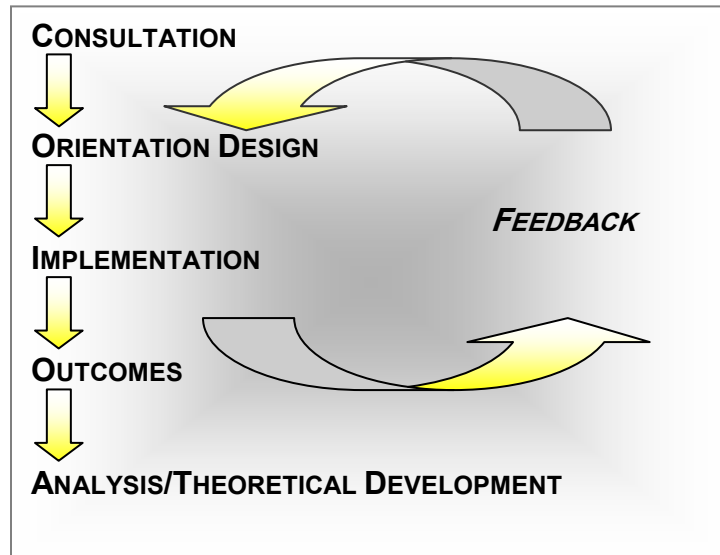 CONSULTATION
ORIENTATION DESIGN
FEEDBACK
IMPLEMENTATION
OUTCOMES
ANALYSIS/THEORETICAL DEVELOPMENT